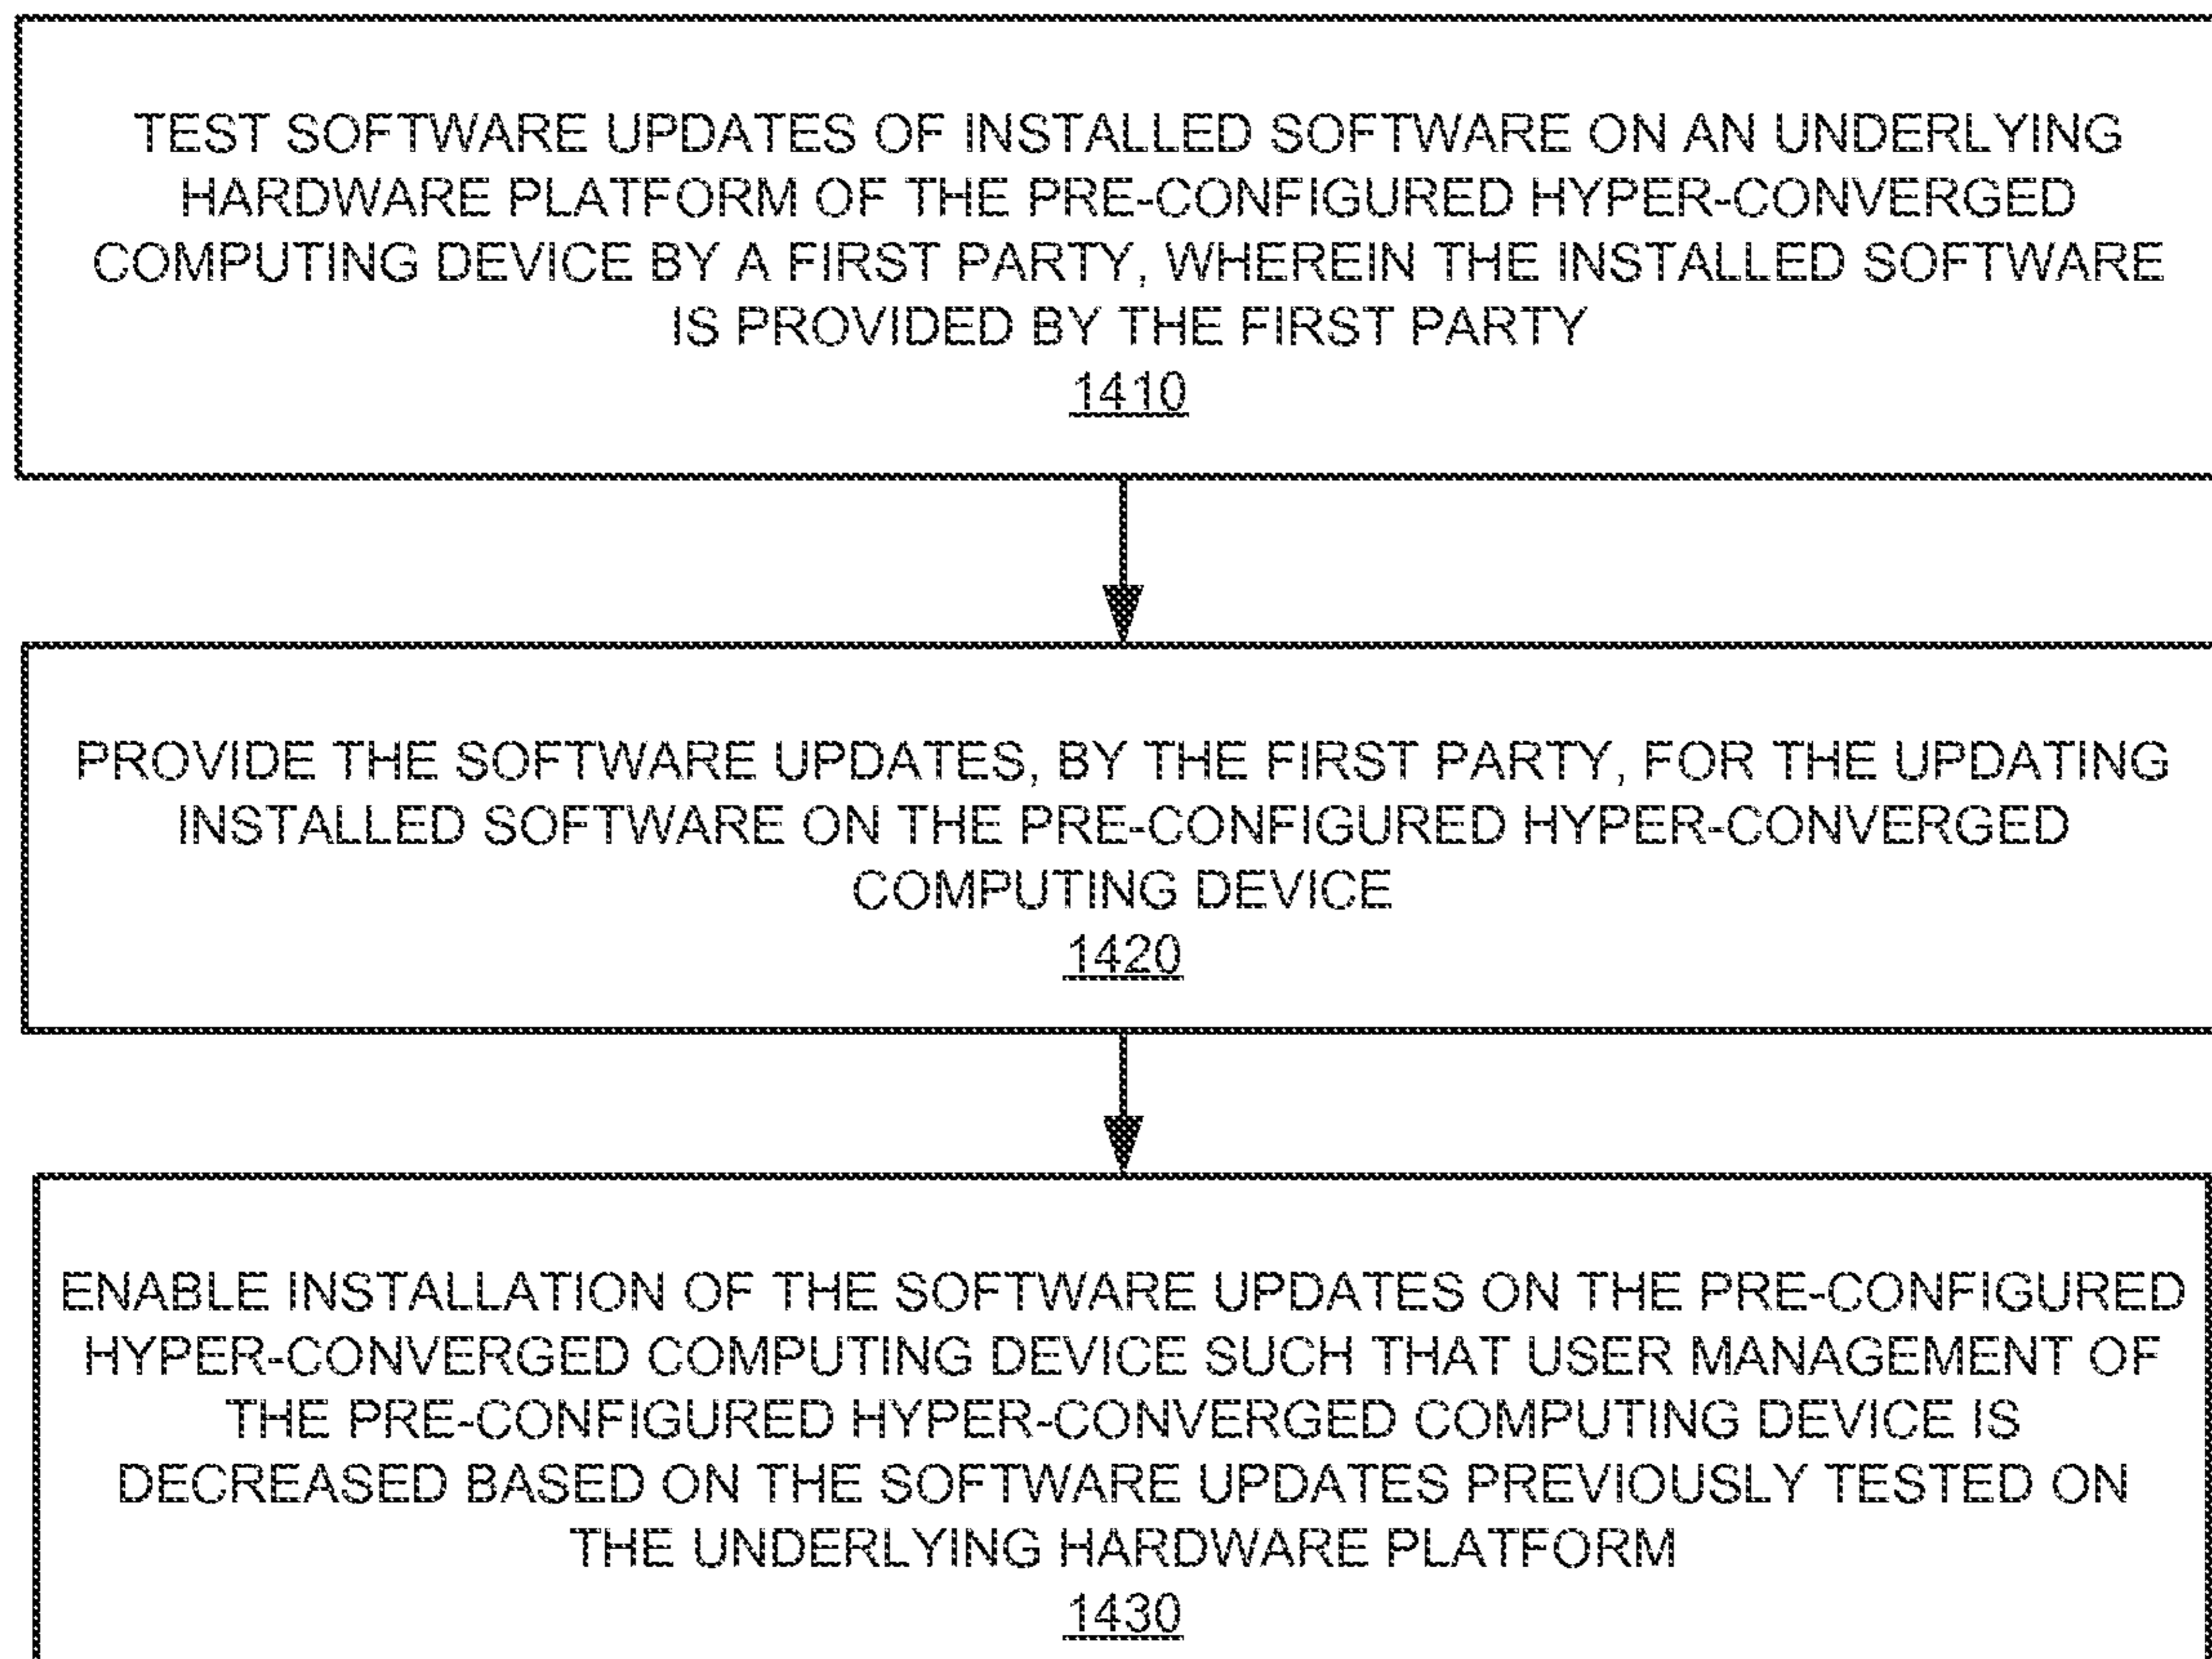 TEST SOFTWARE UPDATES OF INSTALLED SOFTWARE ON AN UNDERLYING
HARDWARE PLATFORM OF THE PRE-CONFIGURED HYPER-CONVERGED
COMPUTING DEVICE BY A FIRST PARTY, WHEREIN THE INSTALLED SOFTWARE
IS PROVIDED BY THE FIRST PARTY
1410
PROVIDE THE SOFTWARE UPDATES, BY THE FIRST PARTY, FOR THE UPDATING
INSTALLED SOFTWARE ON THE PRE-CONFIGURED HYPER-CONVERGED
COMPUTING DEVICE
1420
ENABLE INSTALLATION OF THE SOFTWARE UPDATES ON THE PRE-CONFIGURED
HYPER-CONVERGED COMPUTING DEVICE SUCH THAT USER MANAGEMENT OF
THE PRE-CONFIGURED HYPER-CONVERGED COMPUTING DEVICE IS
DECREASED BASED ON THE SOFTWARE UPDATES PREVIOUSLY TESTED ON
THE UNDERLYING HARDWARE PLATFORM
1430